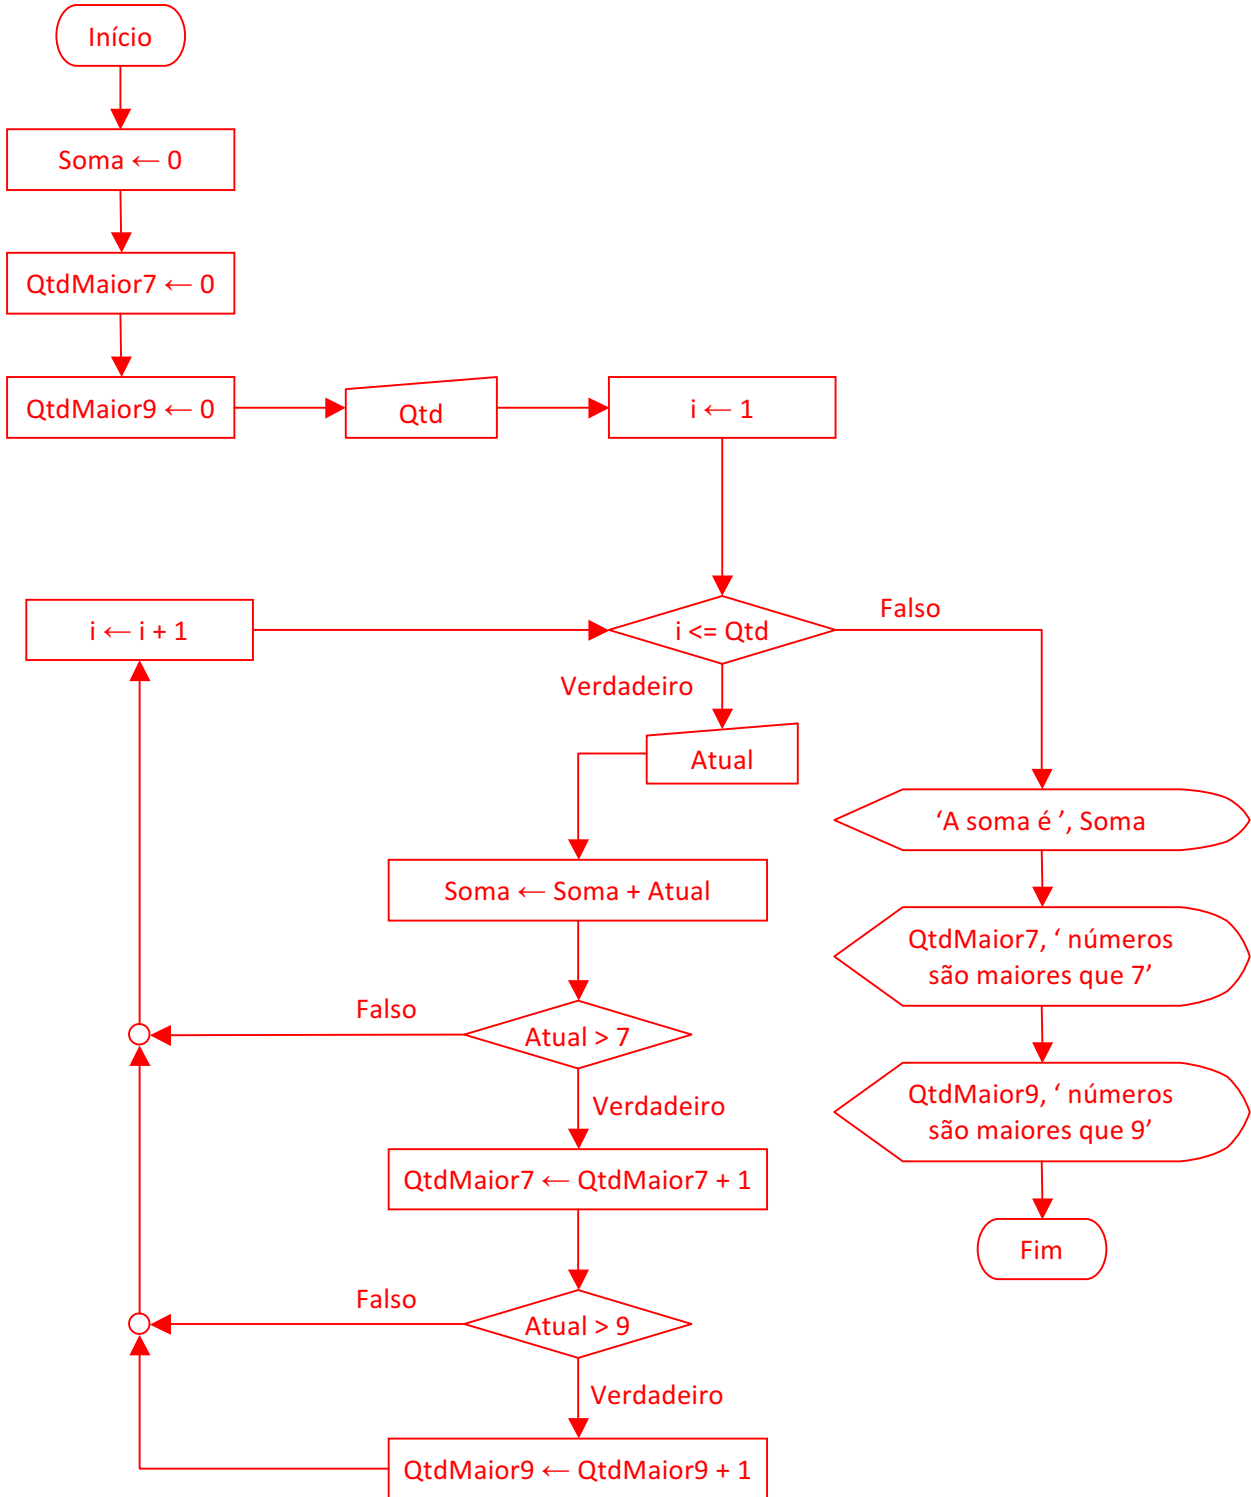 Início
Soma ← 0
QtdMaior7 ← 0
QtdMaior9 ← 0
Qtd
i ← 1
i <= Qtd
Falso
i ← i + 1
Verdadeiro
Atual
Soma ← Soma + Atual
Atual > 7
Falso
Verdadeiro
QtdMaior7 ← QtdMaior7 + 1
Atual > 9
Falso
Verdadeiro
QtdMaior9 ← QtdMaior9 + 1
‘A soma é ’, Soma
QtdMaior7, ‘ números
são maiores que 7’
QtdMaior9, ‘ números
são maiores que 9’
Fim